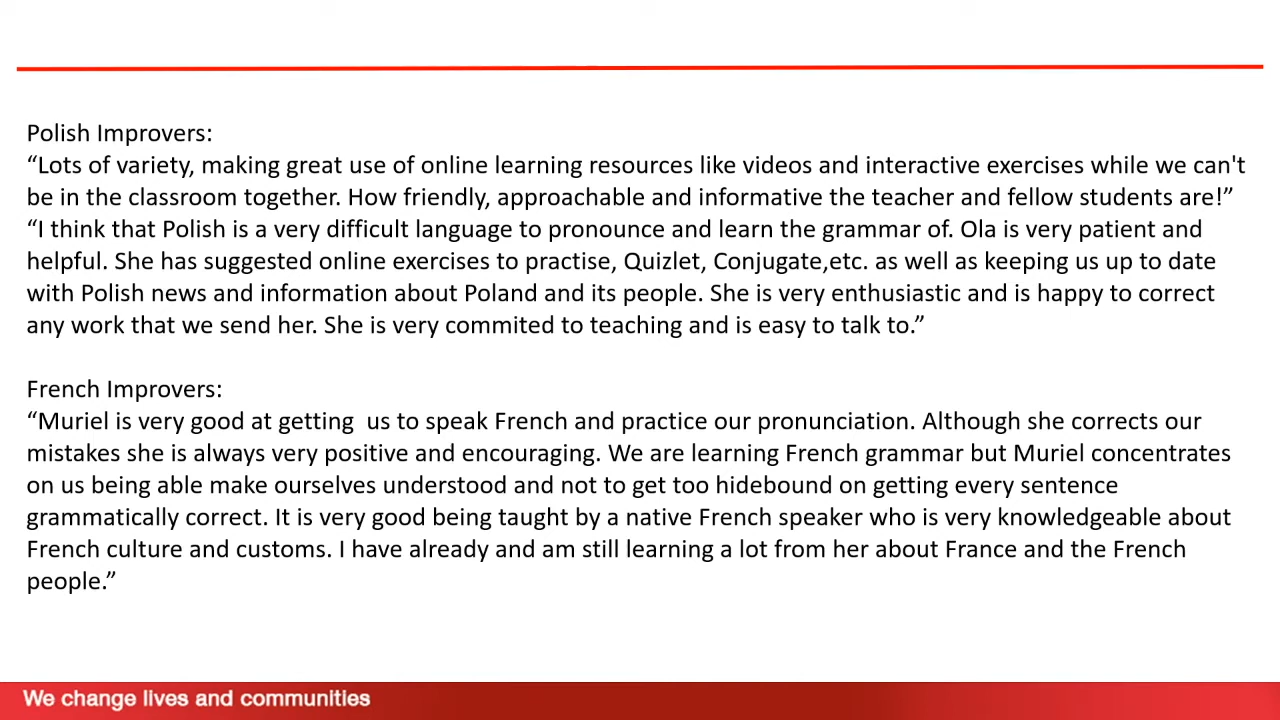 Polish Improvers:
“Lots of variety, making great use of online learning resources like videos and interactive exercises while we can't
be in the classroom together. How friendly, approachable and informative the teacher and fellow students are!”
“I think that Polish is a very difficult language to pronounce and learn the grammar of. Ola is very patient and
helpful. She has suggested online exercises to practise, Quizlet, Conjugate,etc. as well as keeping us up to date
with Polish news and information about Poland and its people. She is very enthusiastic and is happy to correct
any work that we send her. She is very commited to teaching and is easy to talk to.”
French Improvers:
“Muriel is very good at getting  us to speak French and practice our pronunciation. Although she corrects our
mistakes she is always very positive and encouraging. We are learning French grammar but Muriel concentrates
on us being able make ourselves understood and not to get too hidebound on getting every sentence
grammatically correct. It is very good being taught by a native French speaker who is very knowledgeable about
French culture and customs. I have already and am still learning a lot from her about France and the French
people.”
We change lives and communities